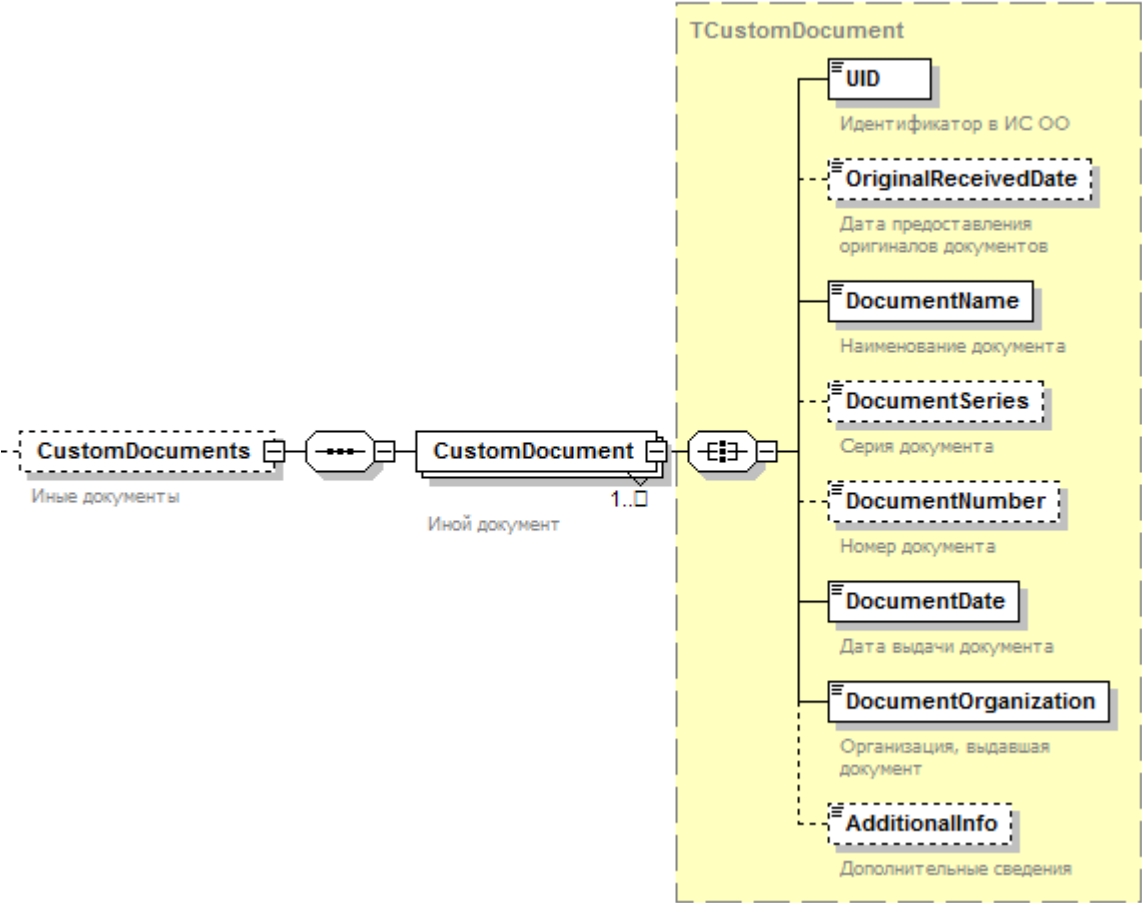 TCustomDocument
UID
Идентификатор в ИС ОО
OriginalReceivedDate
Дата предоставления
оригиналов документов
DocumentName
Наименование документа
DocumentSeries
Серия документа
CustomDocuments
Иные документы
CustomDocument
1..□
Иной документ
DocumentNumber
Номер документа
DocumentDate
Дата выдачи документа
DocumentOrganization
Организация, выдавшая
документ
AdditionalInfo
Дополнительные сведения